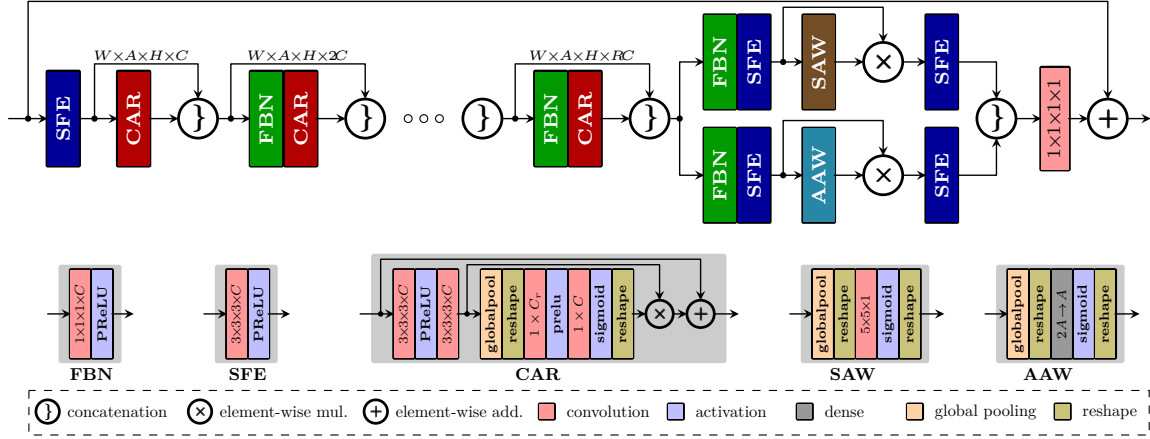 W×A×H×C
W×A×H×2C
W×A×H×RC
SFE
CAR
}
FBN
CAR
}
}
FBN
CAR
}
FBN
SFE
SAW
×
SFE
FBN
SFE
AAW
×
SFE
}
1×1×1×1
+
1×1×1×C
PReLU
FBN
3×3×3×C
PReLU
SFE
3×3×3×C
PReLU
3×3×3×C
globalpool
reshape
1 × Cᵣ
prelu
1 × C
sigmoid
reshape
×
+
CAR
globalpool
reshape
5×5×1
sigmoid
reshape
SAW
globalpool
reshape
2A→A
sigmoid
reshape
AAW
} concatenation × element-wise mul. + element-wise add. convolution activation dense global pooling reshape